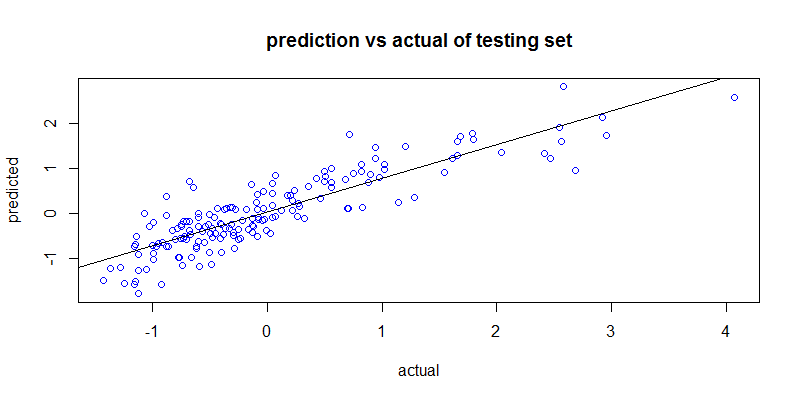 prediction vs actual of testing set
predicted
2
1
0
-1
-1 0 1 2 3 4
actual